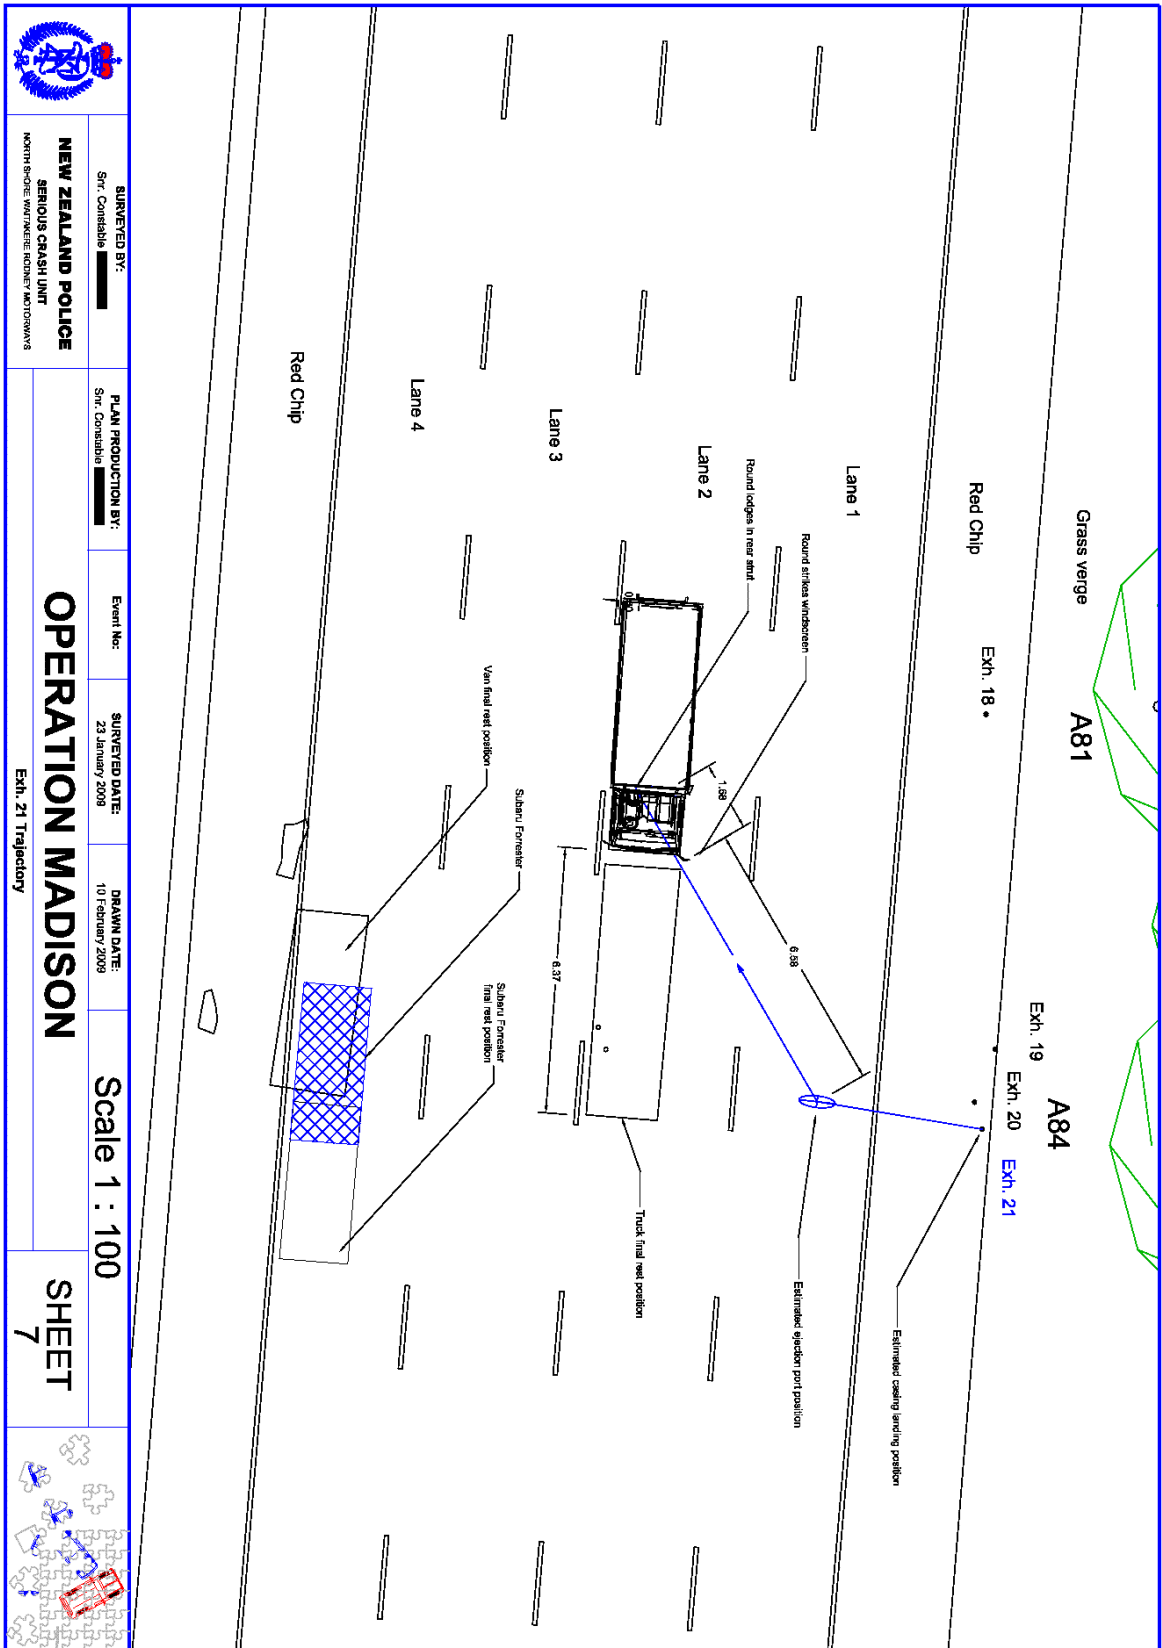 Grass verge
A81
A84
Exh. 18
Exh. 19
Exh. 20
Exh. 21
Red Chip
Lane 1
Lane 2
Lane 3
Lane 4
Red Chip
Round lodges in rear strut
Round strikes windscreen
1.68
6.58
6.37
Van final rest position
Subaru Forrester
Subaru Forrester
final rest position
Truck final rest position
Estimated ejection port position
Estimated casing landing position
SURVEYED BY:
Snr. Constable
PLAN PRODUCTION BY:
Snr. Constable
Event No:
SURVEYED DATE:
23 January 2009
DRAWN DATE:
10 February 2009
Scale 1 : 100
NEW ZEALAND POLICE
SERIOUS CRASH UNIT
NORTH SHORE WAITAKERE RODNEY MOTORWAYS
OPERATION MADISON
Exh. 21 Trajectory
SHEET
7